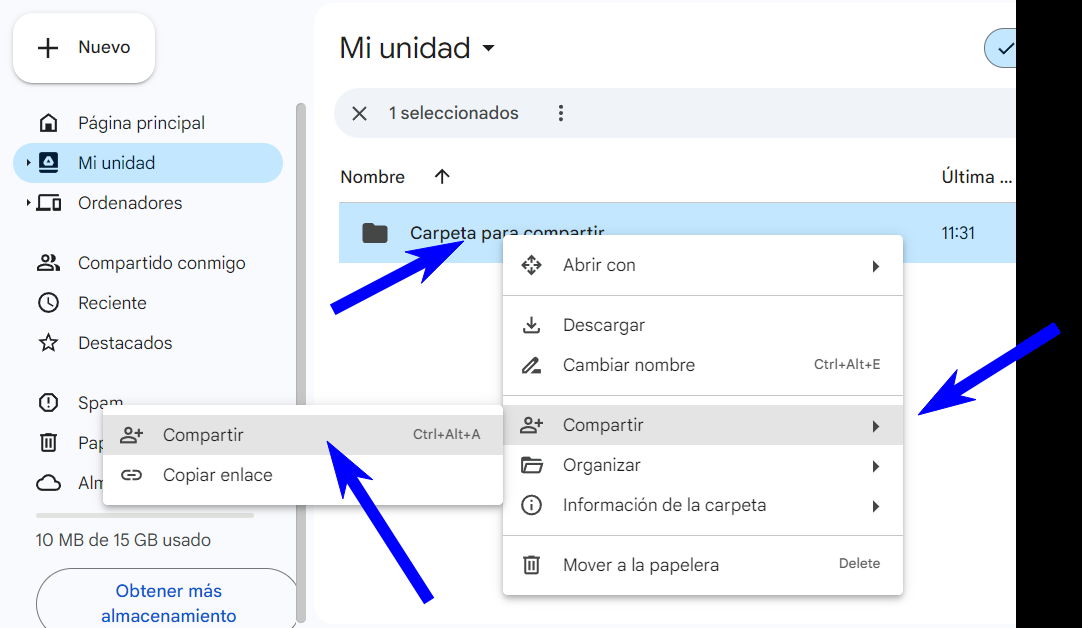 Nuevo
Página principal
Mi unidad
Ordenadores
Compartido conmigo
Reciente
Destacados
Spam
10 MB de 15 GB usado
Obtener más
almacenamiento
Mi unidad
1 seleccionados
Nombre
Última ...
Carpeta para compartir
11:31
Abrir con
Descargar
Cambiar nombre Ctrl+Alt+E
Compartir
Organizar
Información de la carpeta
Mover a la papelera Delete
Compartir Ctrl+Alt+A
Copiar enlace